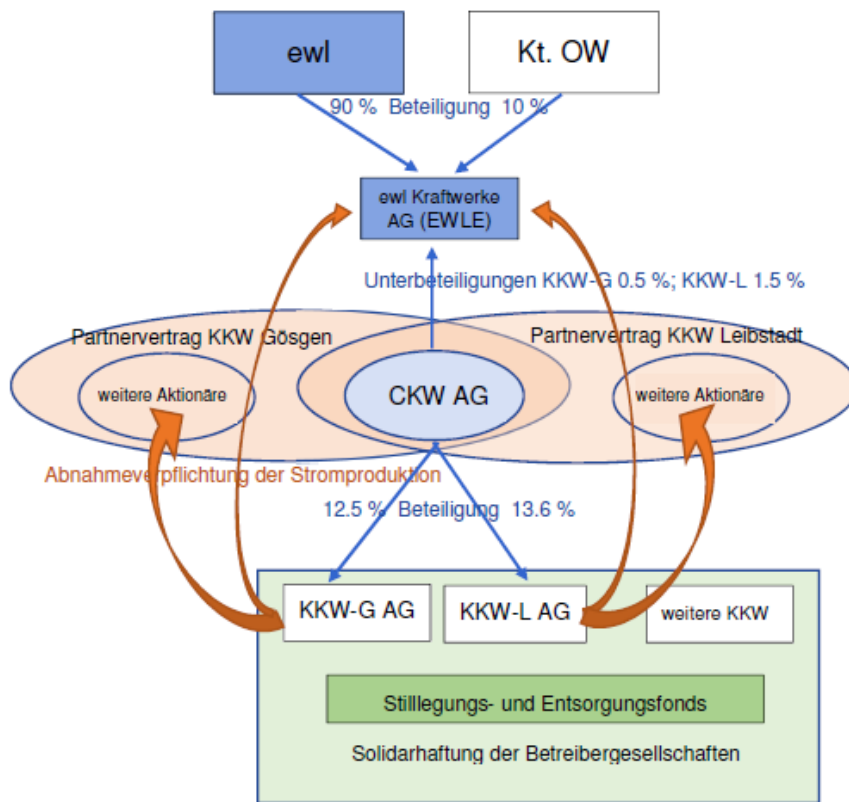 ewl
Kt. OW
90 % Beteiligung 10 %
ewl Kraftwerke
AG (EWLE)
Unterbeteiligungen KKW-G 0.5 %; KKW-L 1.5 %
Partnervertrag KKW Gösgen
Partnervertrag KKW Leibstadt
weitere Aktionäre
CKW AG
weitere Aktionäre
Abnahmeverpflichtung der Stromproduktion
12.5 % Beteiligung 13.6 %
KKW-G AG
KKW-L AG
weitere KKW
Stilllegungs- und Entsorgungsfonds
Solidarhaftung der Betreibergesellschaften